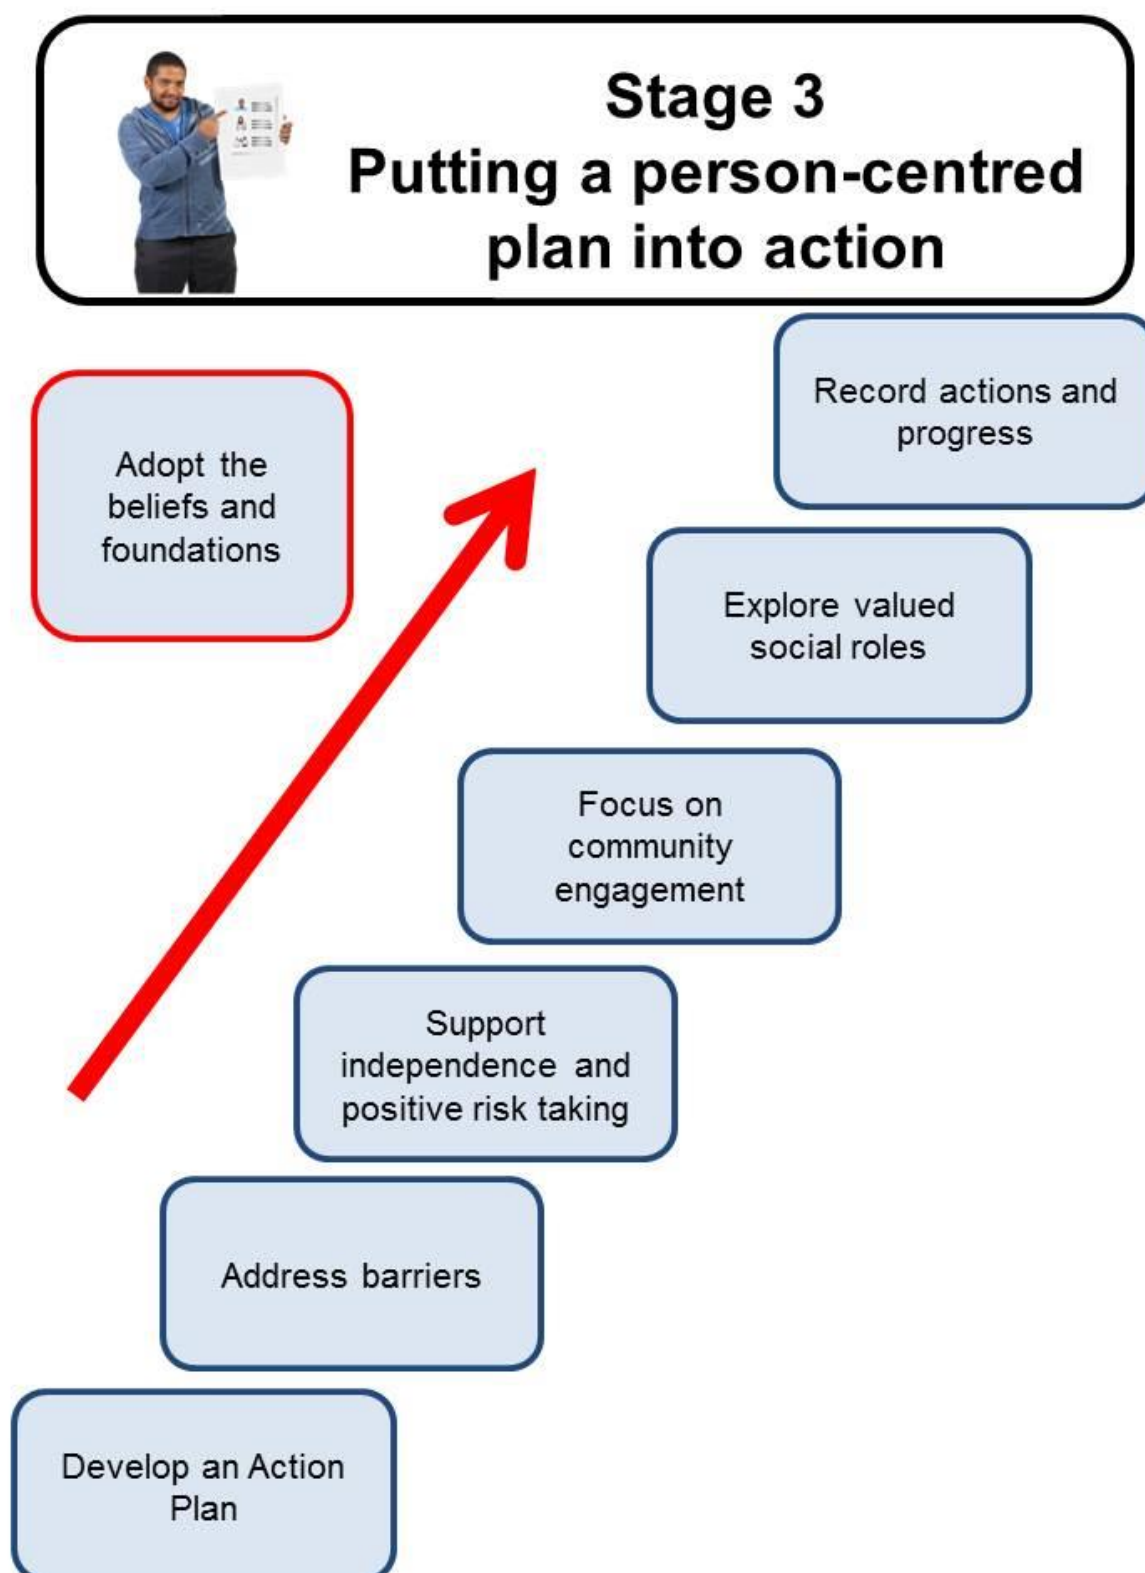 Stage 3
Putting a person-centred
plan into action
Record actions and
progress
Adopt the
beliefs and
foundations
Explore valued
social roles
Focus on
community
engagement
Support
independence and
positive risk taking
Address barriers
Develop an Action
Plan